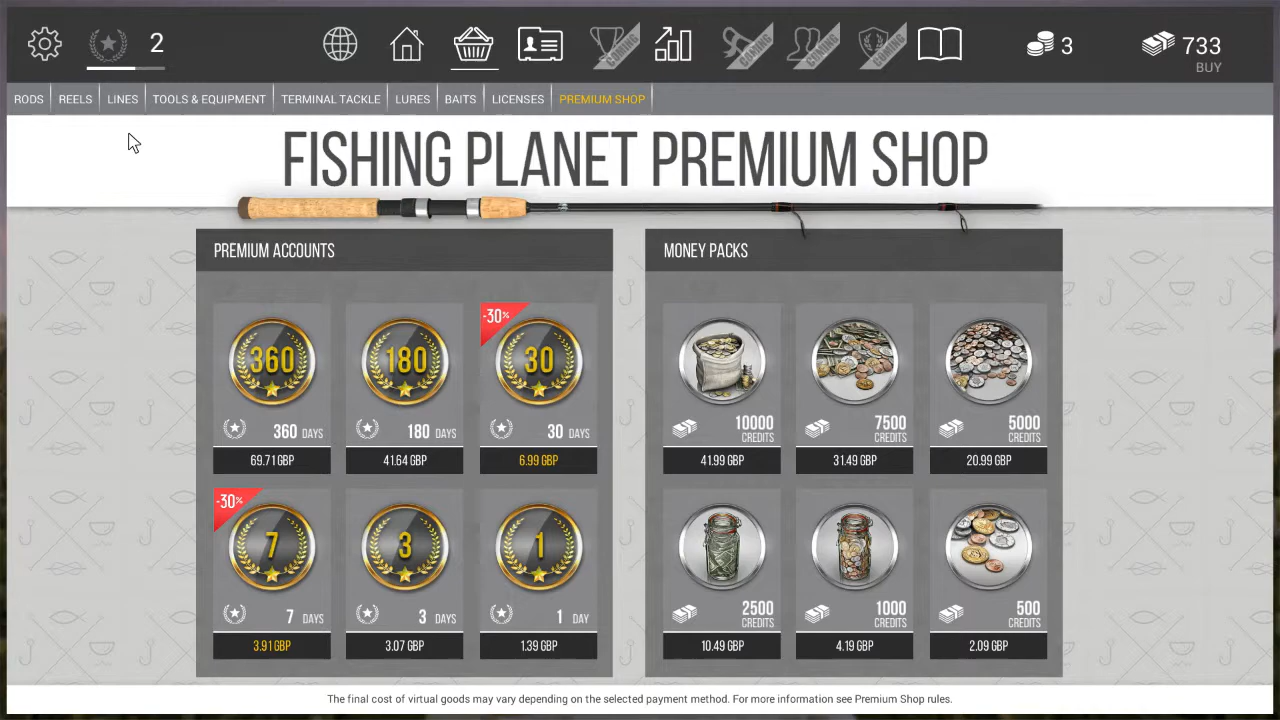 2
COMING
COMING
COMING
COMING
3
733
BUY
RODS
REELS
LINES
TOOLS & EQUIPMENT
TERMINAL TACKLE
LURES
BAITS
LICENSES
PREMIUM SHOP
FISHING PLANET PREMIUM SHOP
PREMIUM ACCOUNTS
360
360 DAYS
69.71 GBP
180
180 DAYS
41.64 GBP
-30%
30
30 DAYS
6.99 GBP
-30%
7
7 DAYS
3.91 GBP
3
3 DAYS
3.07 GBP
1
1 DAY
1.39 GBP
MONEY PACKS
10000
CREDITS
41.99 GBP
7500
CREDITS
31.49 GBP
5000
CREDITS
20.99 GBP
2500
CREDITS
10.49 GBP
1000
CREDITS
4.19 GBP
500
CREDITS
2.09 GBP
The final cost of virtual goods may vary depending on the selected payment method. For more information see Premium Shop rules.